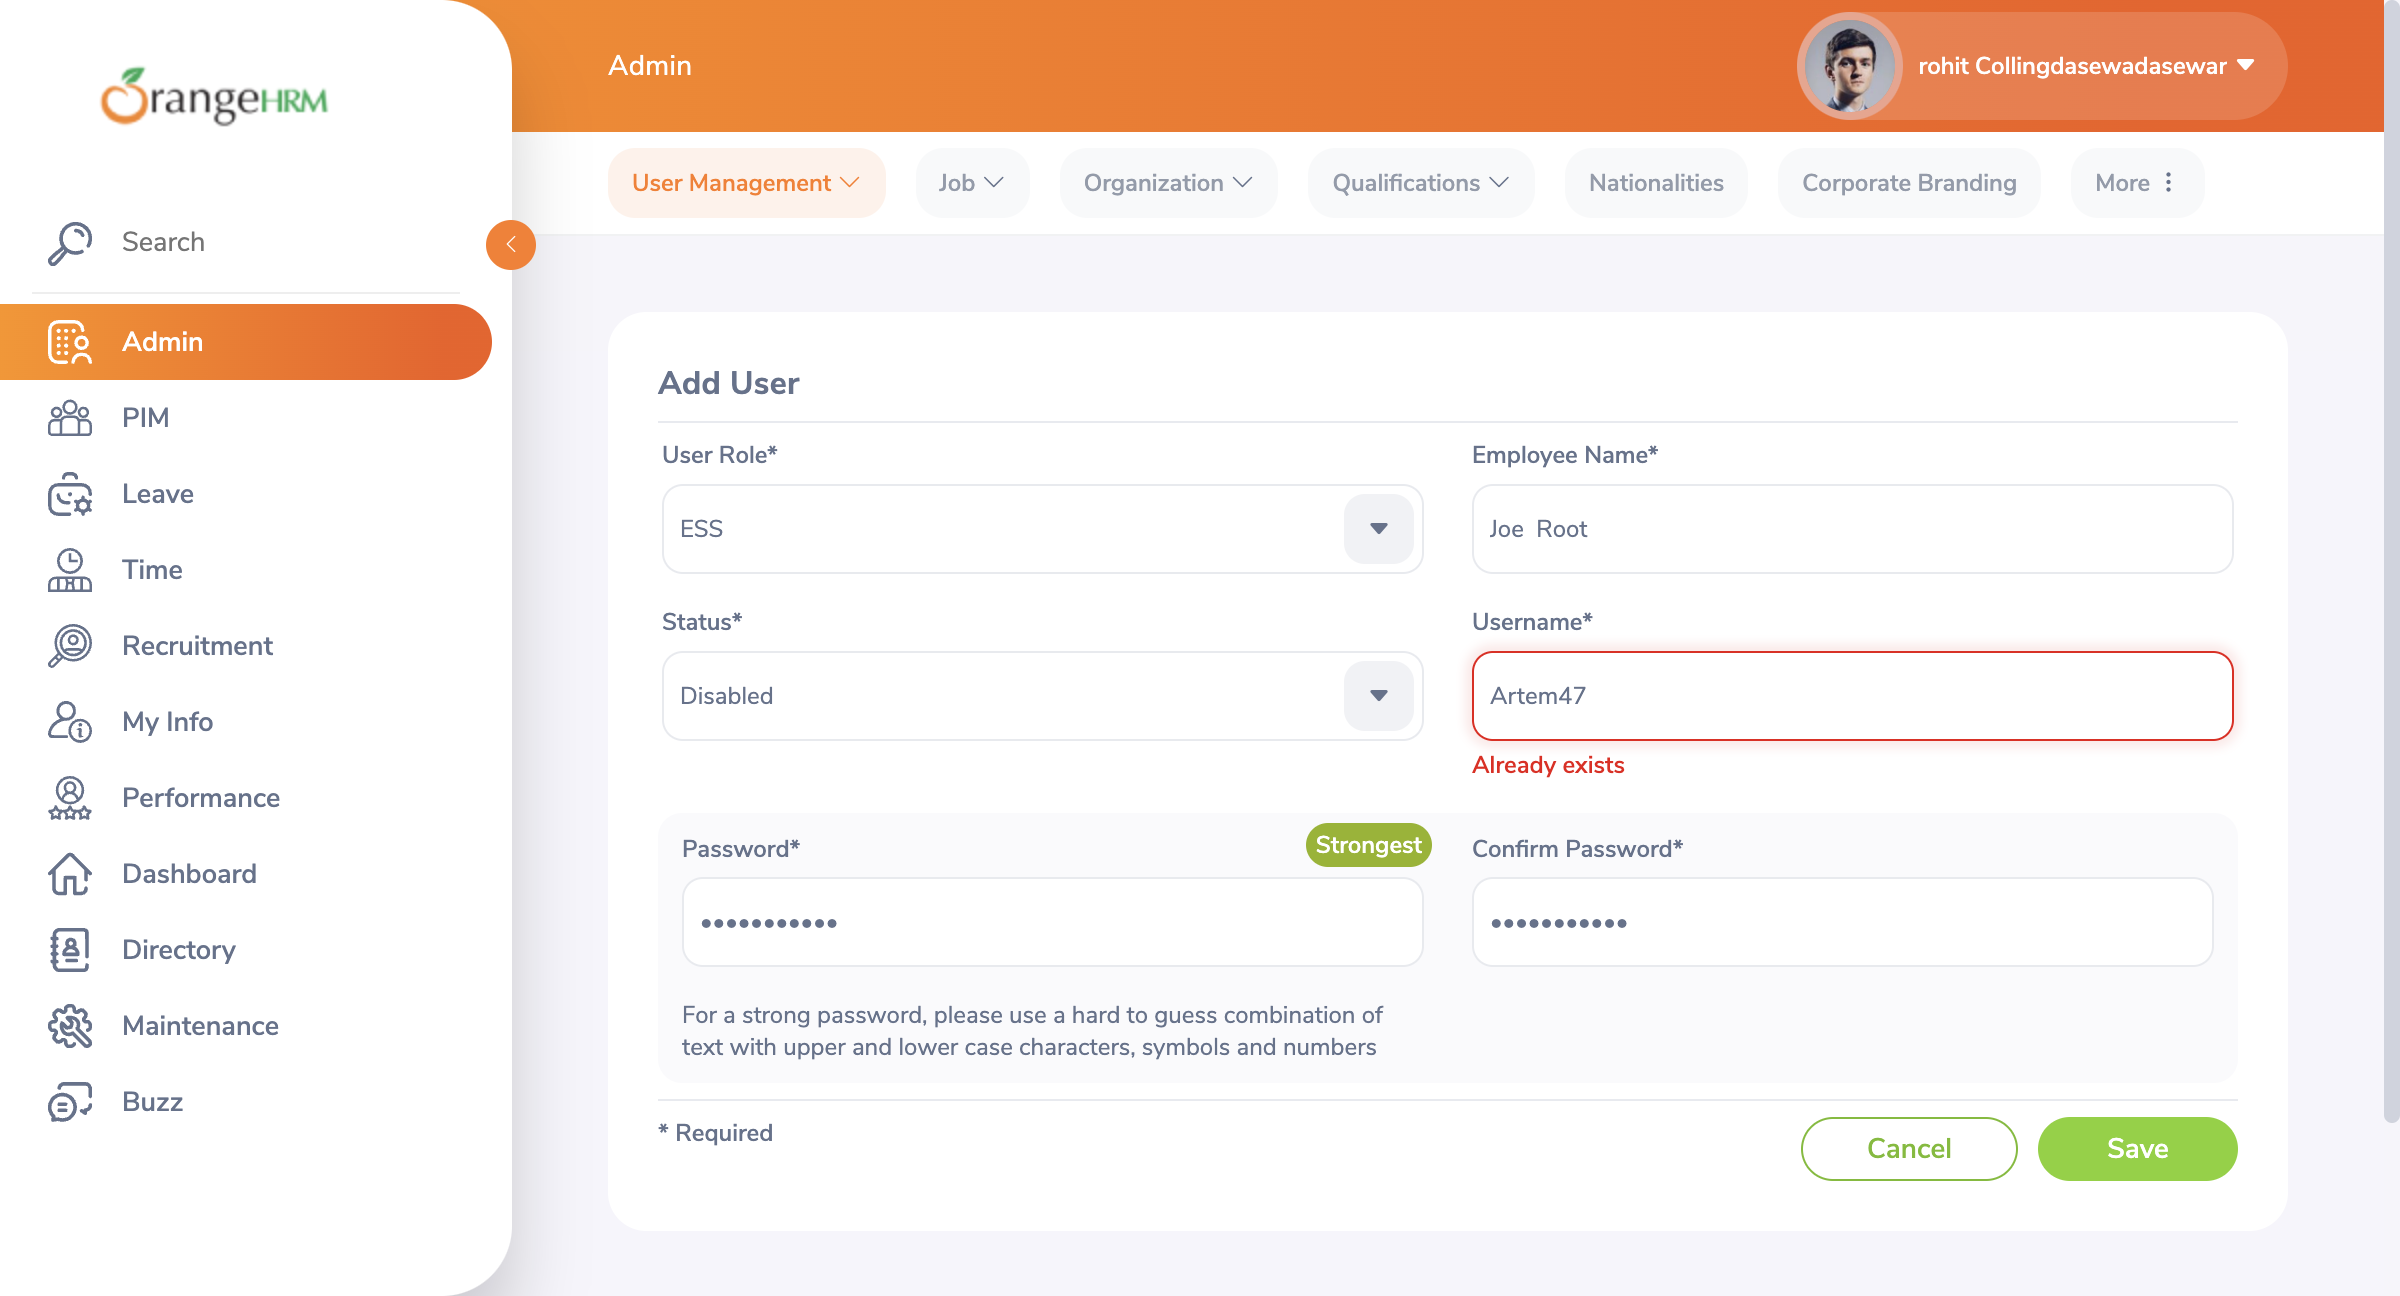 OrangeHRM
Search
Admin
PIM
Leave
Time
Recruitment
My Info
Performance
Dashboard
Directory
Maintenance
Buzz
Admin
rohit Collingdasewadasewar
User Management
Job
Organization
Qualifications
Nationalities
Corporate Branding
More
Add User
User Role*
Employee Name*
ESS
Joe  Root
Status*
Username*
Disabled
Artem47
Already exists
Password*
Strongest
Confirm Password*
•••••••••••
•••••••••••
For a strong password, please use a hard to guess combination of
text with upper and lower case characters, symbols and numbers
* Required
Cancel
Save